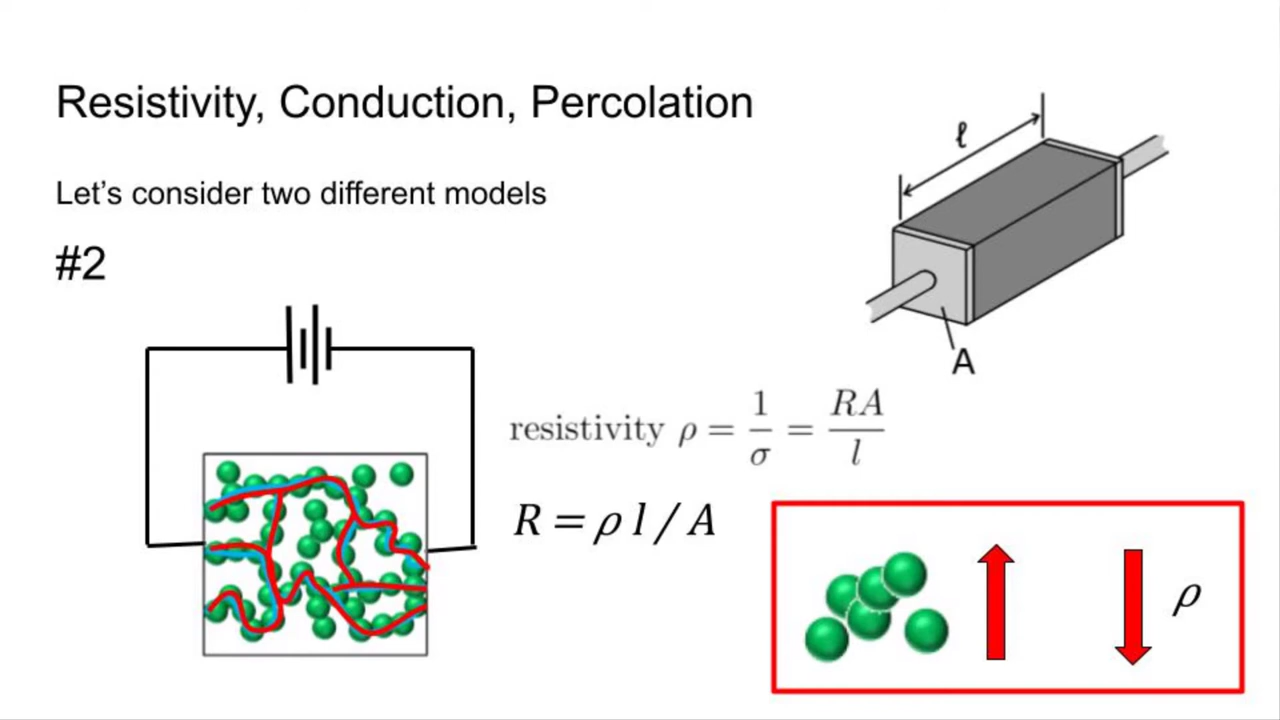 Resistivity, Conduction, Percolation
Let's consider two different models
#2
ℓ
A
resistivity ρ = 1/σ = RA/l
R = ρ l / A
ρ